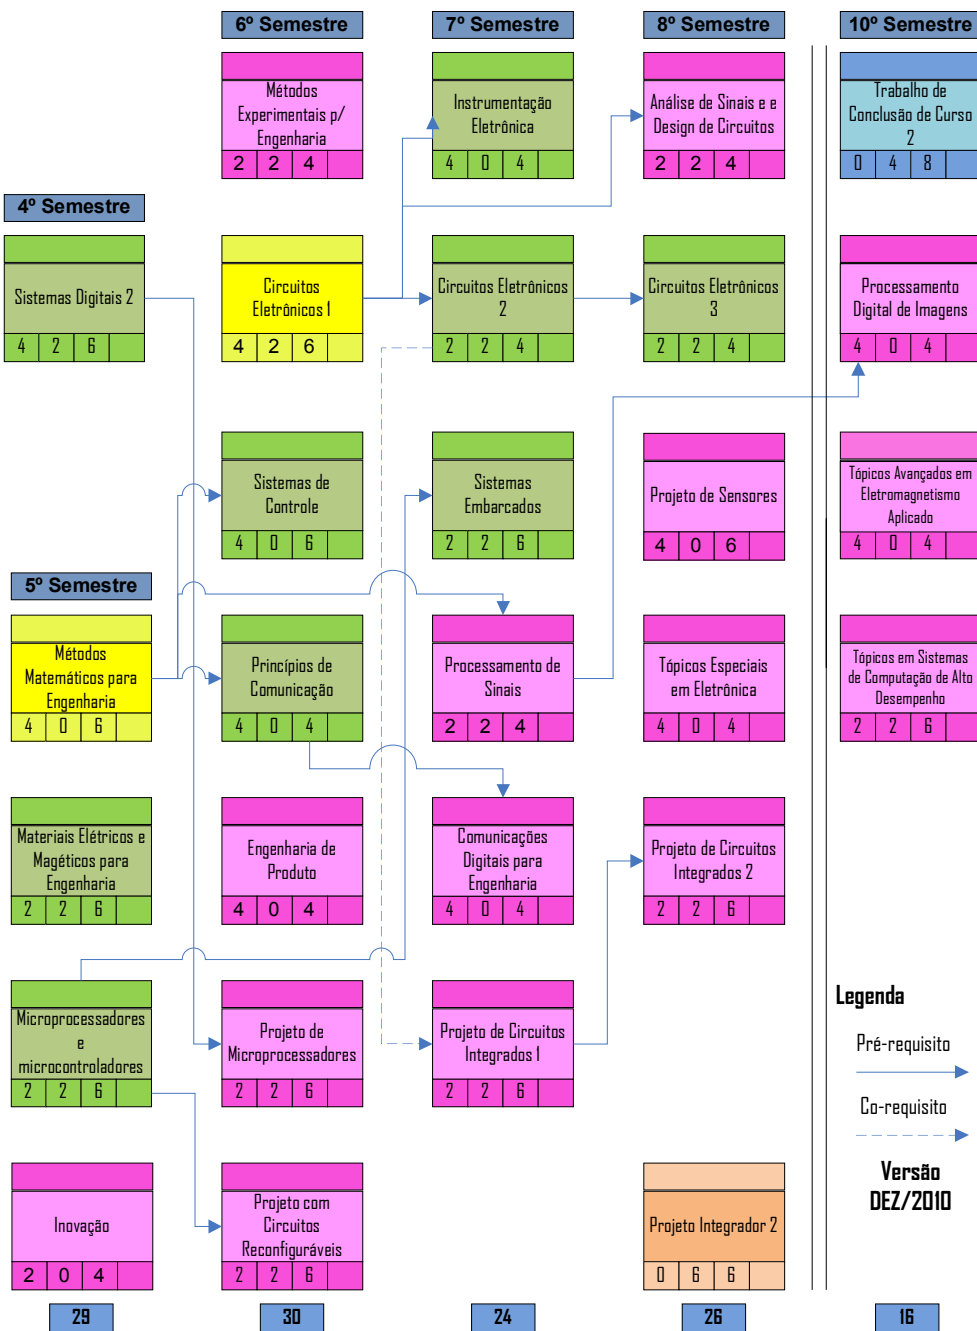 6º Semestre
7º Semestre
8º Semestre
10º Semestre
Métodos
Experimentais p/
Engenharia
2 2 4
Instrumentação
Eletrônica
4 0 4
Análise de Sinais e e
Design de Circuitos
2 2 4
Trabalho de
Conclusão de Curso
2
0 4 8
4º Semestre
Sistemas Digitais 2
4 2 6
Circuitos
Eletrônicos 1
4 2 6
Circuitos Eletrônicos
2
2 2 4
Circuitos Eletrônicos
3
2 2 4
Processamento
Digital de Imagens
4 0 4
Sistemas de
Controle
4 0 6
Sistemas
Embarcados
2 2 6
Projeto de Sensores
4 0 6
Tópicos Avançados em
Eletromagnetismo
Aplicado
4 0 4
5º Semestre
Métodos
Matemáticos para
Engenharia
4 0 6
Princípios de
Comunicação
4 0 4
Processamento de
Sinais
2 2 4
Tópicos Especiais
em Eletrônica
4 0 4
Tópicos em Sistemas
de Computação de Alto
Desempenho
2 2 6
Materiais Elétricos e
Magéticos para
Engenharia
2 2 6
Engenharia de
Produto
4 0 4
Comunicações
Digitais para
Engenharia
4 0 4
Projeto de Circuitos
Integrados 2
2 2 6
Microprocessadores
e
microcontroladores
2 2 6
Projeto de
Microprocessadores
2 2 6
Projeto de Circuitos
Integrados 1
2 2 6
Legenda
Pré-requisito
Co-requisito
Versão
DEZ/2010
Inovação
2 0 4
Projeto com
Circuitos
Reconfiguráveis
2 2 6
Projeto Integrador 2
0 6 6
29
30
24
26
16